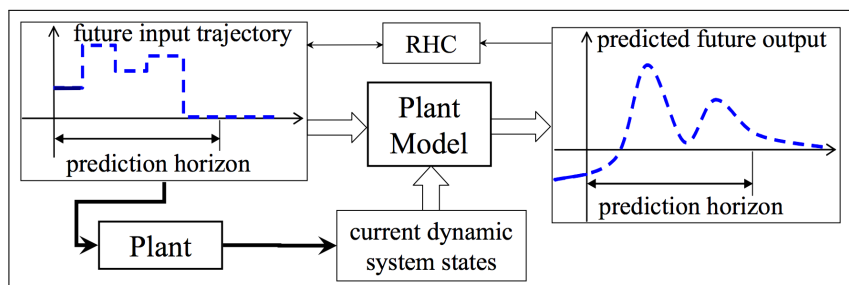 future input trajectory
RHC
predicted future output
Plant
Model
prediction horizon
prediction horizon
Plant
current dynamic
system states